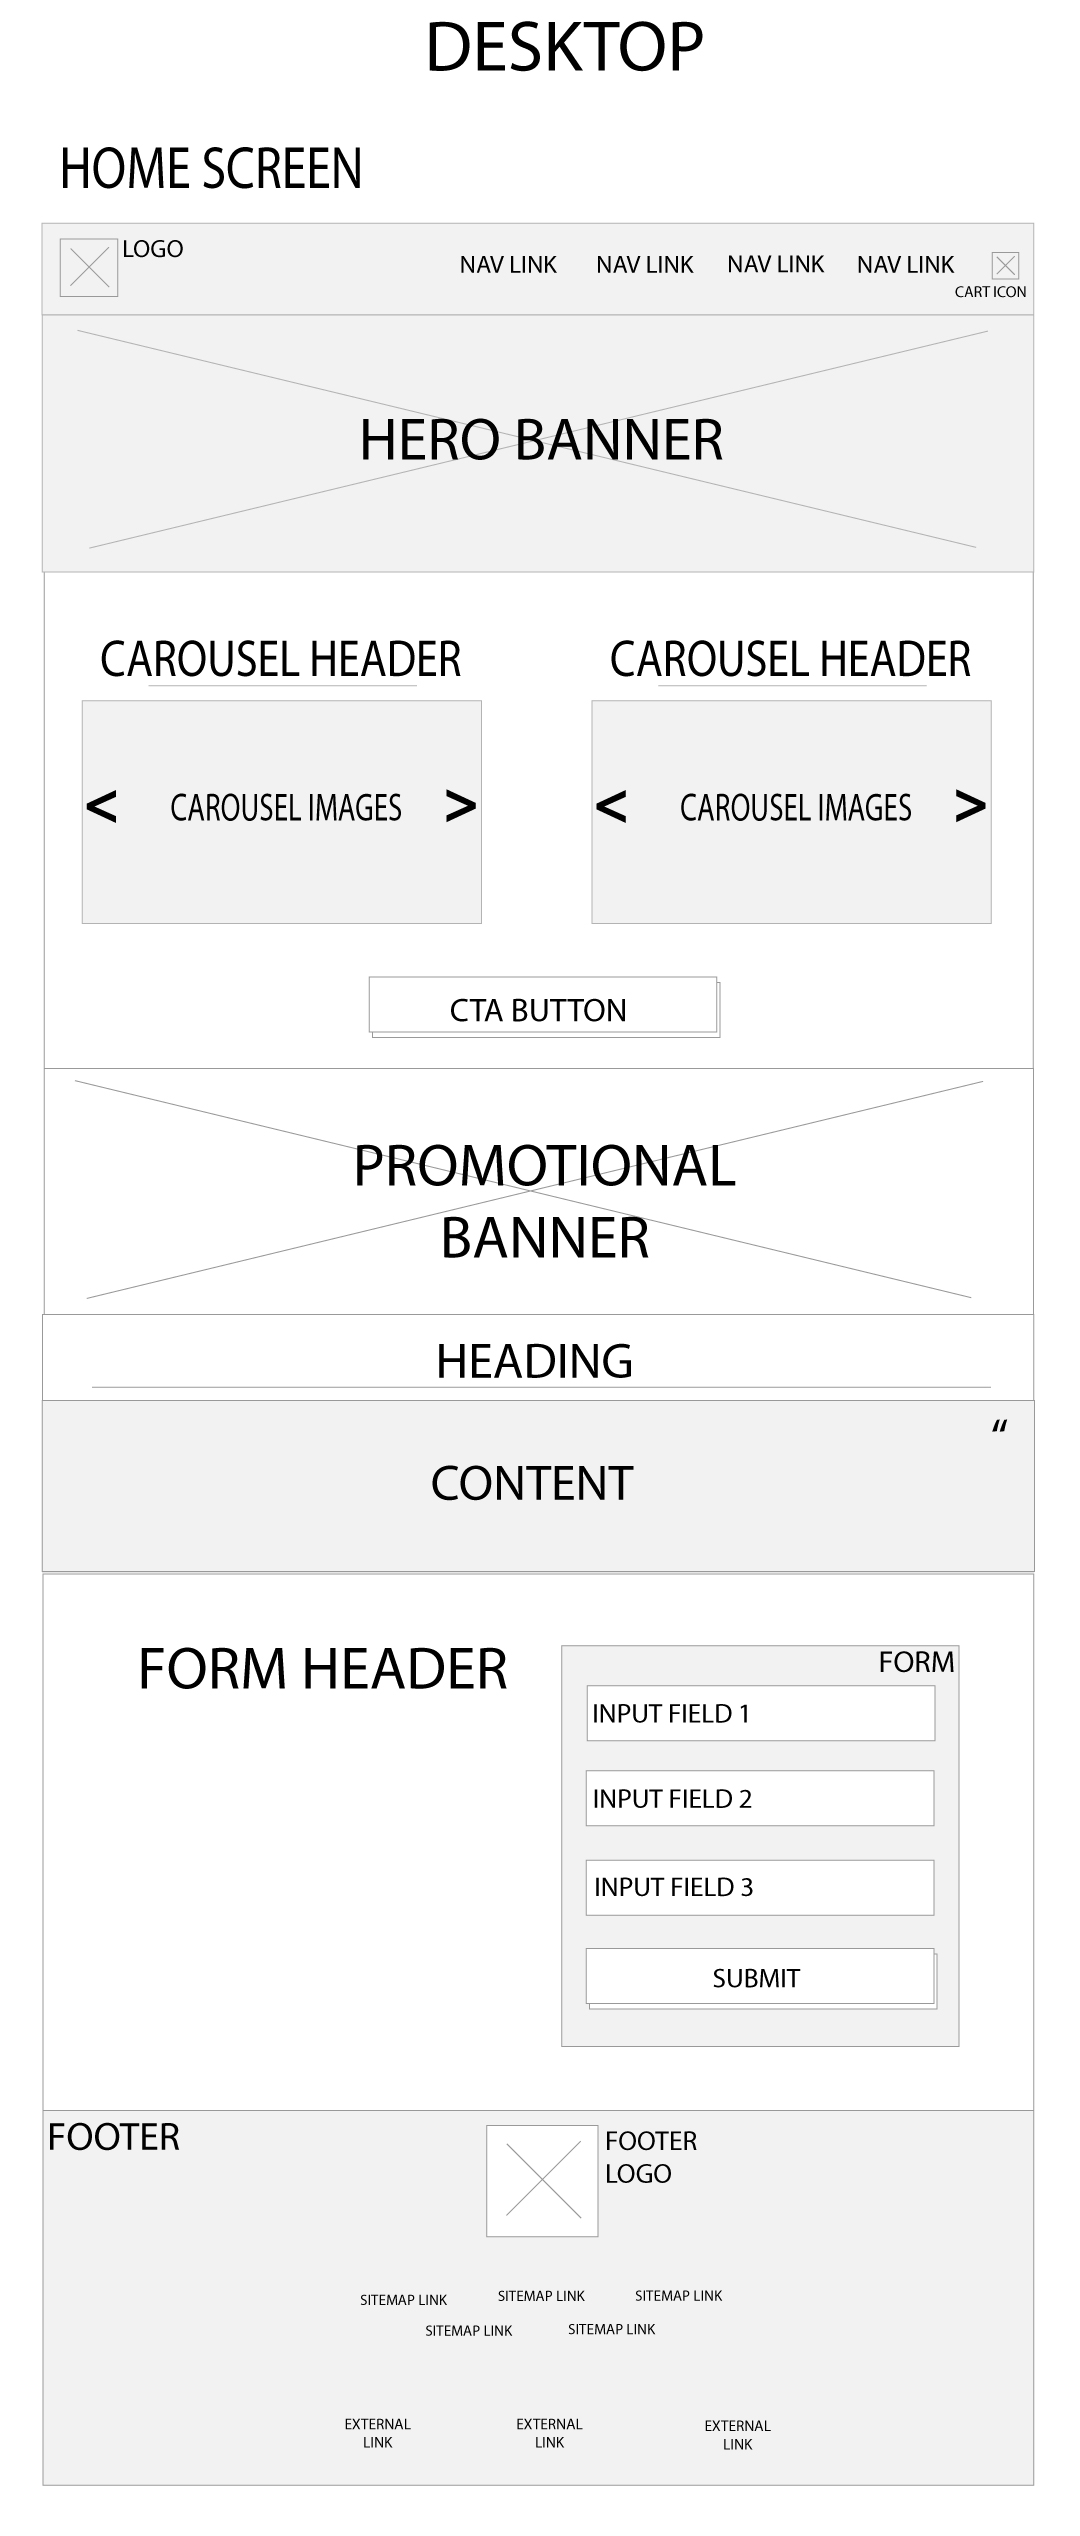 DESKTOP
HOME SCREEN
LOGO
NAV LINK
NAV LINK
NAV LINK
NAV LINK
CART ICON
HERO BANNER
CAROUSEL HEADER
CAROUSEL HEADER
< CAROUSEL IMAGES >
< CAROUSEL IMAGES >
CTA BUTTON
PROMOTIONAL
BANNER
HEADING
“
CONTENT
FORM HEADER
FORM
INPUT FIELD 1
INPUT FIELD 2
INPUT FIELD 3
SUBMIT
FOOTER
FOOTER
LOGO
SITEMAP LINK
SITEMAP LINK
SITEMAP LINK
SITEMAP LINK
SITEMAP LINK
EXTERNAL
LINK
EXTERNAL
LINK
EXTERNAL
LINK